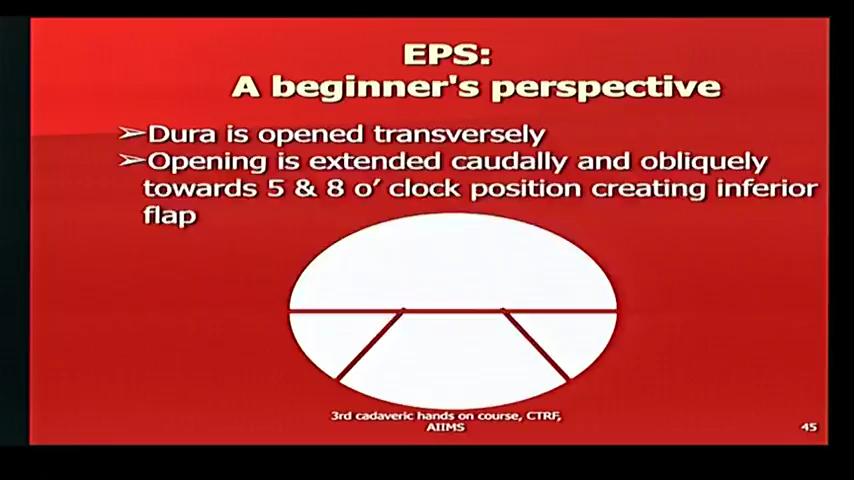 EPS:
A beginner's perspective
➢Dura is opened transversely
➢Opening is extended caudally and obliquely
towards 5 & 8 o' clock position creating inferior
flap
3rd cadaveric hands on course, CTRF,
AIIMS
45